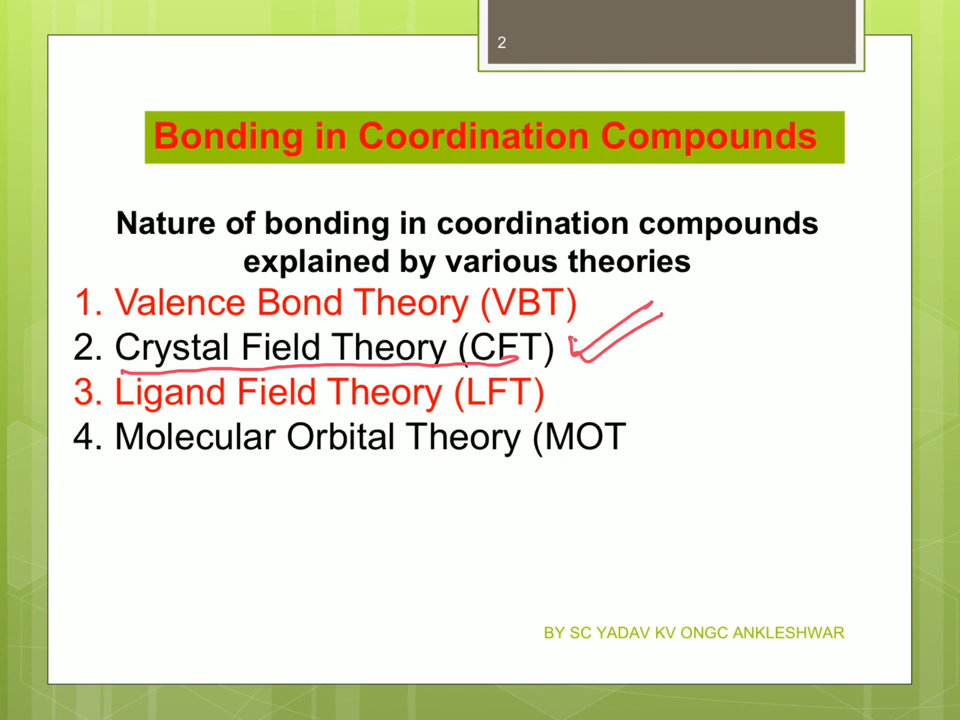 2
Bonding in Coordination Compounds
Nature of bonding in coordination compounds
explained by various theories
1. Valence Bond Theory (VBT)
2. Crystal Field Theory (CFT)
3. Ligand Field Theory (LFT)
4. Molecular Orbital Theory (MOT
BY SC YADAV KV ONGC ANKLESHWAR